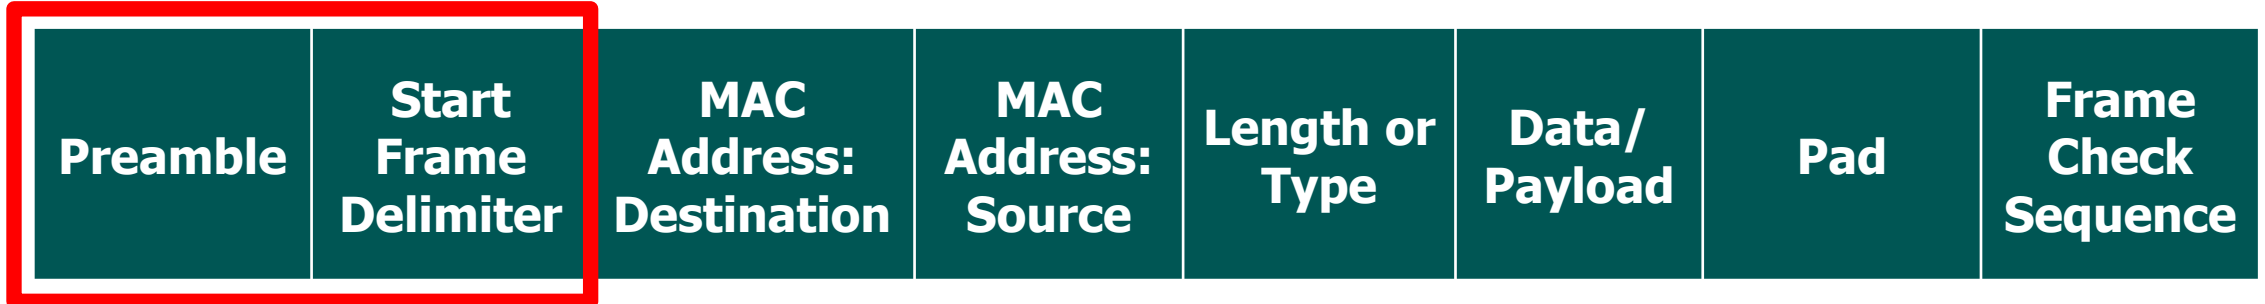 Preamble
Start
Frame
Delimiter
MAC
Address:
Destination
MAC
Address:
Source
Length or
Type
Data/
Payload
Pad
Frame
Check
Sequence